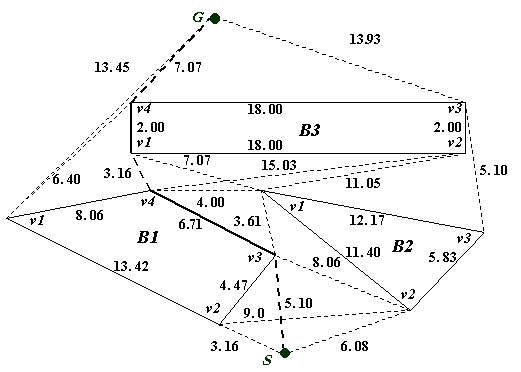 G
13.93
13.45
7.07
v4
18.00
v3
2.00
B3
2.00
v1
18.00
v2
7.07
15.03
3.16
5.10
6.40
11.05
8.06
v4
4.00
v1
v1
3.61
12.17
6.71
B1
v3
11.40
B2
v3
8.06
5.83
13.42
4.47
v2
v2
9.0
5.10
3.16
S
6.08